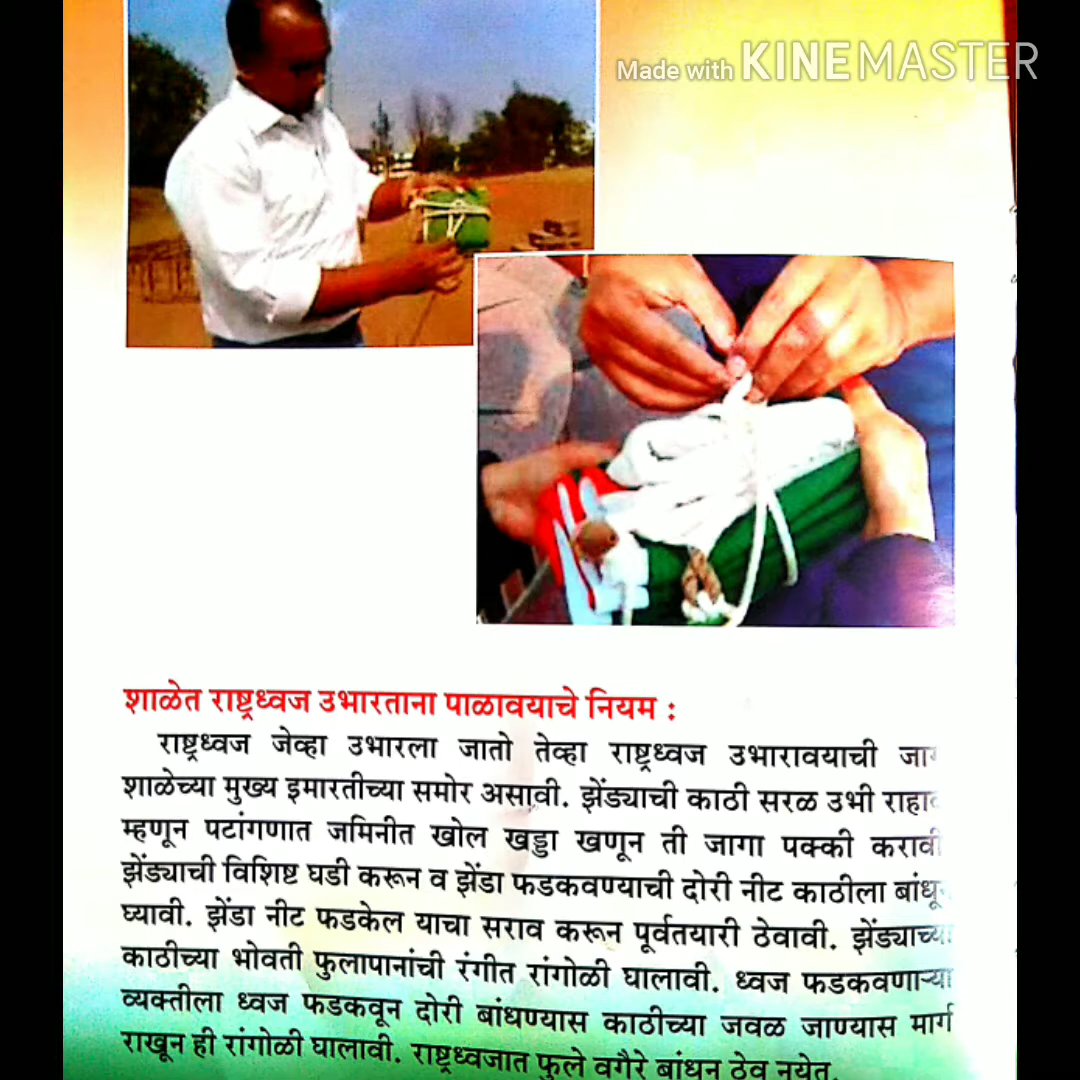 Made with KINEMASTER
शाळेत राष्ट्रध्वज उभारताना पाळावयाचे नियम :
राष्ट्रध्वज जेव्हा उभारला जातो तेव्हा राष्ट्रध्वज उभारावयाची
शाळेच्या मुख्य इमारतीच्या समोर असावी. झेंड्याची काठी सरळ उभी
म्हणून पटांगणात जमिनीत खोल खड्डा खणून ती जागा पक्की करावी
झेंड्याची विशिष्ट घडी करून व झेंडा फडकवण्याची दोरी नीट काठीला
घ्यावी. झेंडा नीट फडकेल याचा सराव करून पूर्वतयारी ठेवावी. झेंड्याच्या
काठीच्या भोवती फुलापानांची रंगीत रांगोळी घालावी. ध्वज फडकवणाऱ्या
व्यक्तीला ध्वज फडकवून दोरी बांधण्यास काठीच्या जवळ जाण्यास मार्ग
राखून ही रांगोळी घालावी. राष्ट्रध्वजात फुले वगैरे बांधून ठेवू नयेत.